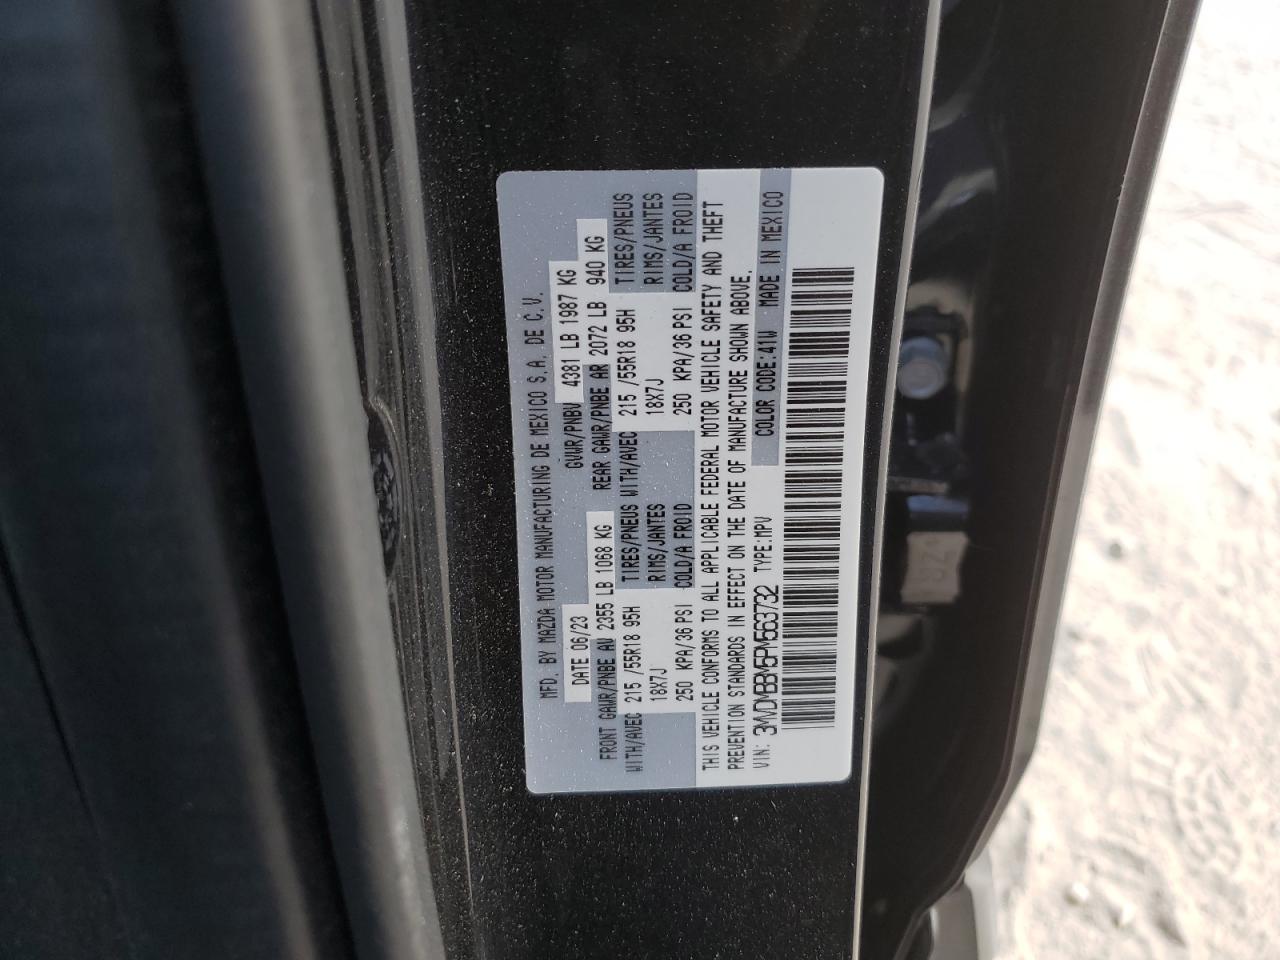 MFD. BY MAZDA MOTOR MANUFACTURING DE MEXICO S.A. DE C.V.
DATE 06/23 GVWR/PNBV 4381 LB 1987 KG
FRONT GAWR/PNBE AV 2355 LB 1068 KG REAR GAWR/PNBE AR 2072 LB 940 KG
WITH/AVEC 215 /55R18 95H TIRES/PNEUS WITH/AVEC 215 /55R18 95H TIRES/PNEUS
18X7J RIMS/JANTES 18X7J RIMS/JANTES
250 KPA/36 PSI COLD/A FROID 250 KPA/36 PSI COLD/A FROID
THIS VEHICLE CONFORMS TO ALL APPLICABLE FEDERAL MOTOR VEHICLE SAFETY AND THEFT
PREVENTION STANDARDS IN EFFECT ON THE DATE OF MANUFACTURE SHOWN ABOVE.
VIN: 3MVDMBBM5PM563732 TYPE:MPV COLOR CODE:41W MADE IN MEXICO